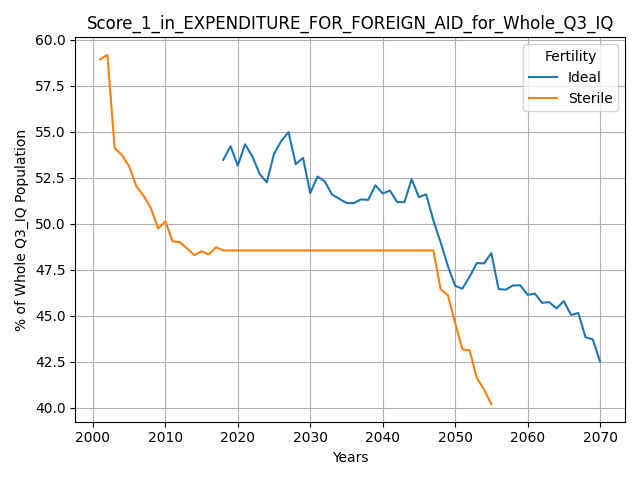 Score_1_in_EXPENDITURE_FOR_FOREIGN_AID_for_Whole_Q3_IQ
% of Whole Q3_IQ Population
60.0
57.5
55.0
52.5
50.0
47.5
45.0
42.5
40.0
Fertility
Ideal
Sterile
2000 2010 2020 2030 2040 2050 2060 2070
Years